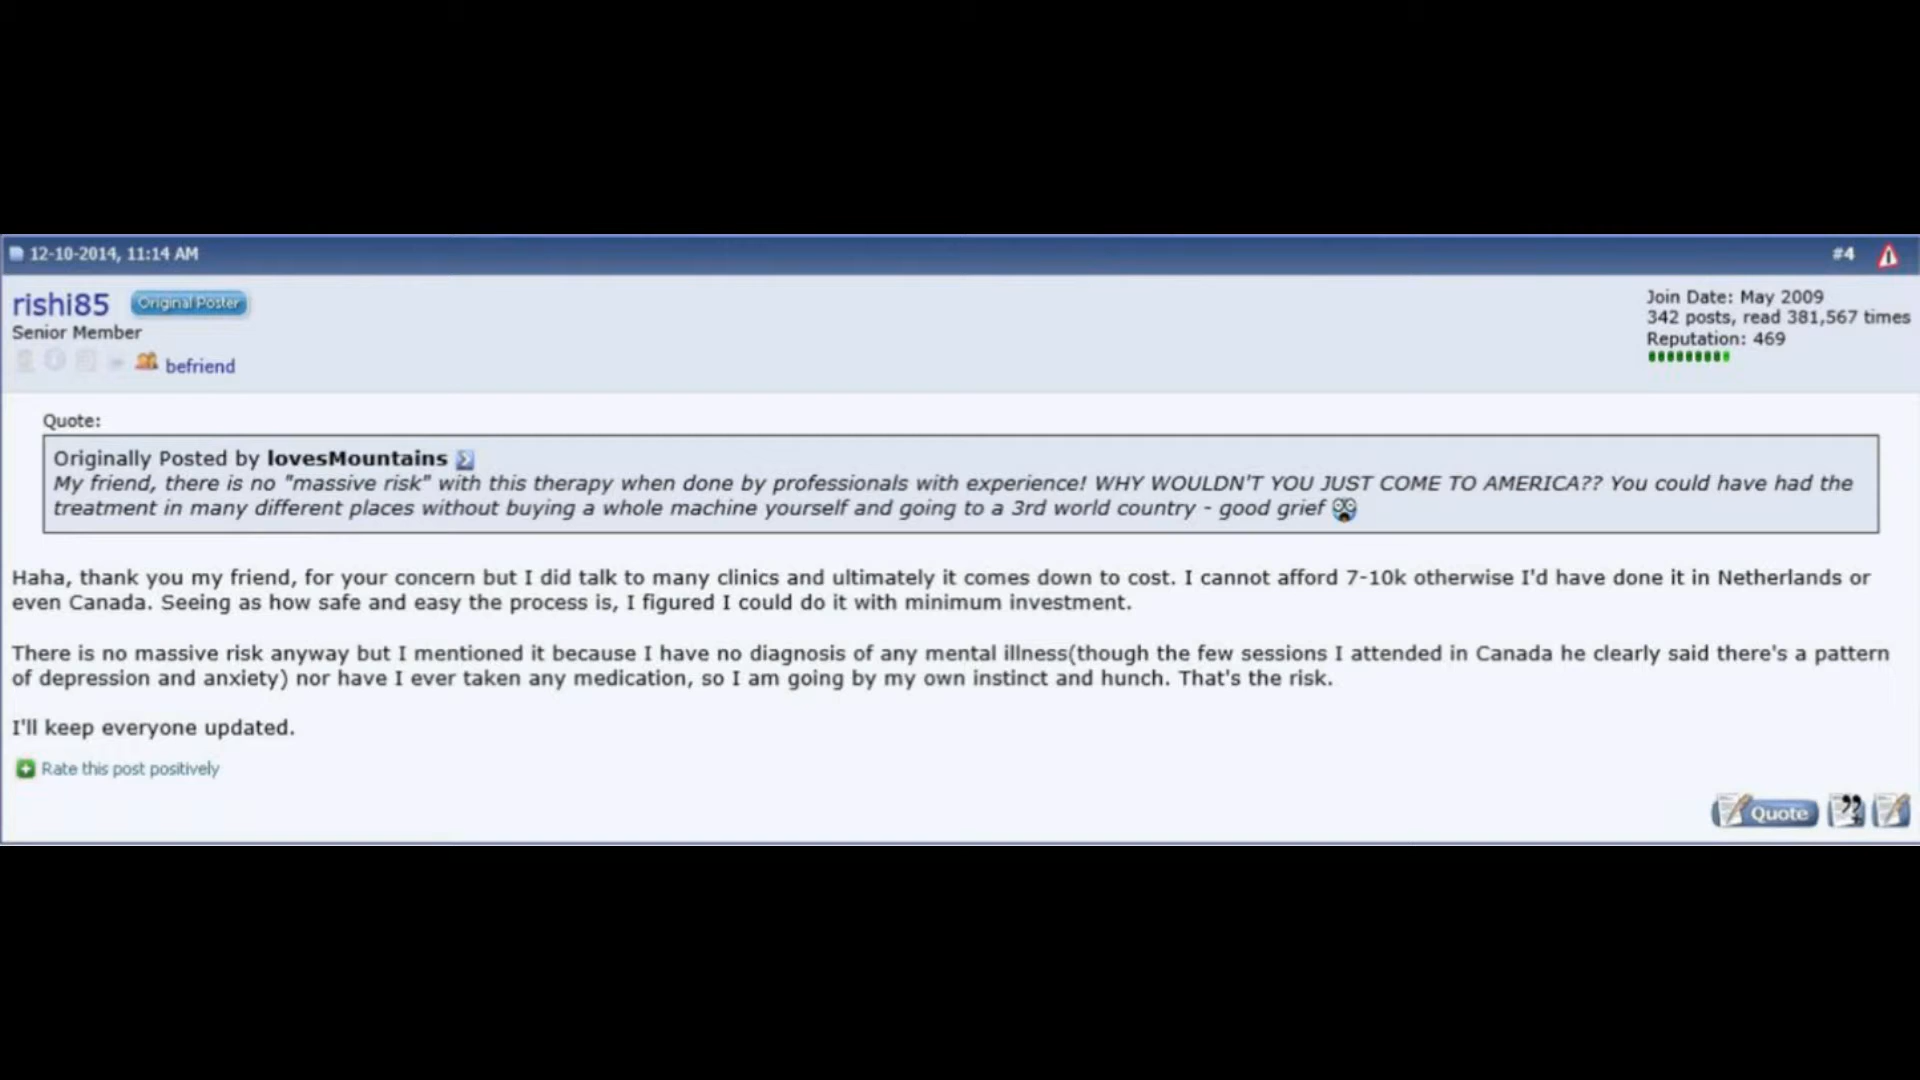 12-10-2014, 11:14 AM
#4
rishi85 Original Poster
Senior Member
befriend
Join Date: May 2009
342 posts, read 381,567 times
Reputation: 469
Quote:
Originally Posted by lovesMountains
My friend, there is no "massive risk" with this therapy when done by professionals with experience! WHY WOULDN'T YOU JUST COME TO AMERICA?? You could have had the
treatment in many different places without buying a whole machine yourself and going to a 3rd world country - good grief
Haha, thank you my friend, for your concern but I did talk to many clinics and ultimately it comes down to cost. I cannot afford 7-10k otherwise I'd have done it in Netherlands or
even Canada. Seeing as how safe and easy the process is, I figured I could do it with minimum investment.
There is no massive risk anyway but I mentioned it because I have no diagnosis of any mental illness(though the few sessions I attended in Canada he clearly said there's a pattern
of depression and anxiety) nor have I ever taken any medication, so I am going by my own instinct and hunch. That's the risk.
I'll keep everyone updated.
Rate this post positively
Quote